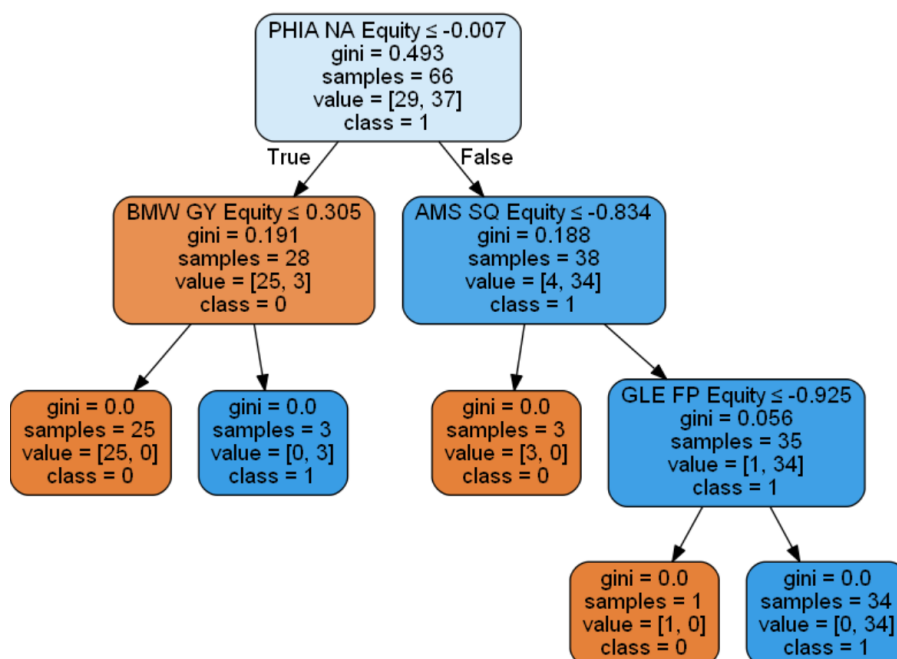 PHIA NA Equity ≤ -0.007
gini = 0.493
samples = 66
value = [29, 37]
class = 1
True
False
BMW GY Equity ≤ 0.305
gini = 0.191
samples = 28
value = [25, 3]
class = 0
AMS SQ Equity ≤ -0.834
gini = 0.188
samples = 38
value = [4, 34]
class = 1
gini = 0.0
samples = 25
value = [25, 0]
class = 0
gini = 0.0
samples = 3
value = [0, 3]
class = 1
gini = 0.0
samples = 3
value = [3, 0]
class = 0
GLE FP Equity ≤ -0.925
gini = 0.056
samples = 35
value = [1, 34]
class = 1
gini = 0.0
samples = 1
value = [1, 0]
class = 0
gini = 0.0
samples = 34
value = [0, 34]
class = 1